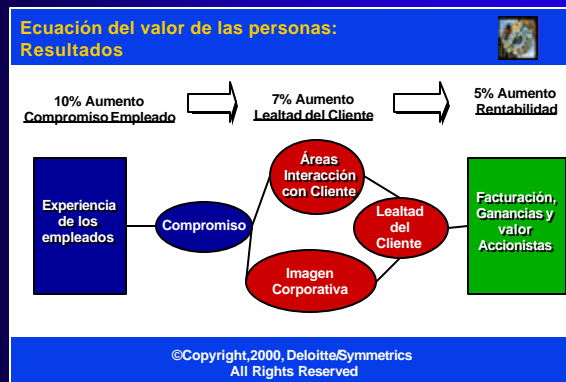 Ecuación del valor de las personas:
Resultados
10% Aumento
Compromiso Empleado
7% Aumento
Lealtad del Cliente
5% Aumento
Rentabilidad
Experiencia
de los
empleados
Compromiso
Áreas
Interacción
con Cliente
Imagen
Corporativa
Lealtad
del
Cliente
Facturación,
Ganancias y
valor
Accionistas
©Copyright,2000, Deloitte/Symmetrics
All Rights Reserved